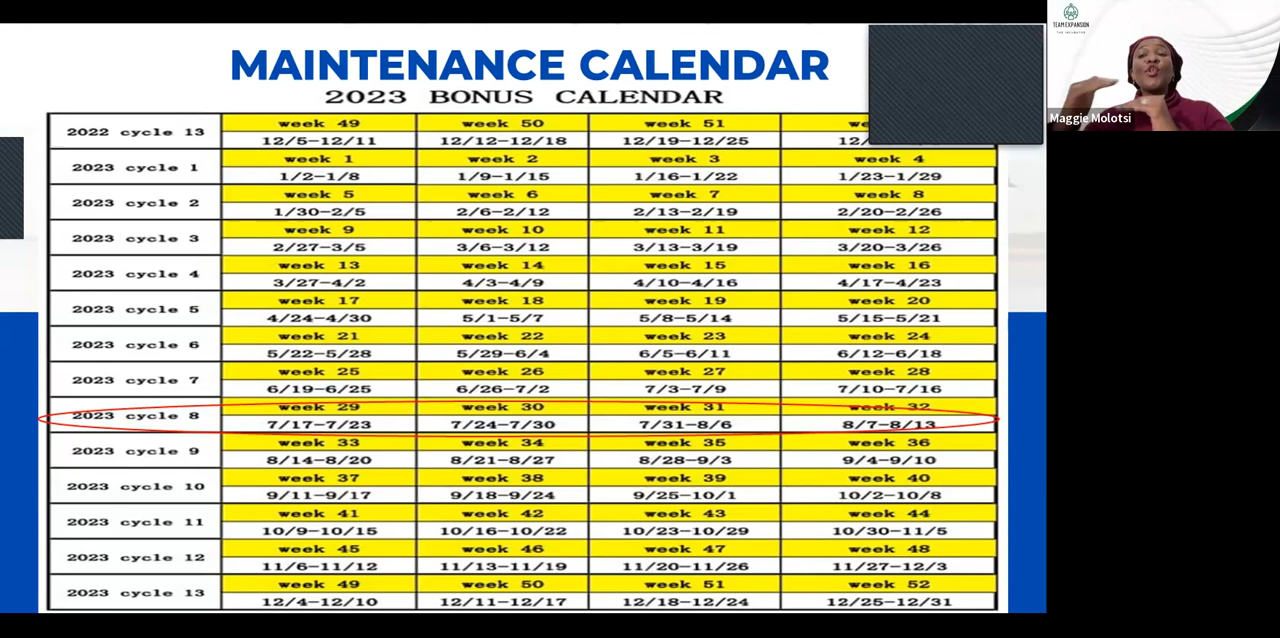 MAINTENANCE CALENDAR
2023 BONUS CALENDAR
2022 cycle 13 week 49 week 50 week 51
12/5-12/11 12/12-12/18 12/19-12/25
2023 cycle 1 week 1 week 2 week 3 week 4
1/2-1/8 1/9-1/15 1/16-1/22 1/23-1/29
2023 cycle 2 week 5 week 6 week 7 week 8
1/30-2/5 2/6-2/12 2/13-2/19 2/20-2/26
2023 cycle 3 week 9 week 10 week 11 week 12
2/27-3/5 3/6-3/12 3/13-3/19 3/20-3/26
2023 cycle 4 week 13 week 14 week 15 week 16
3/27-4/2 4/3-4/9 4/10-4/16 4/17-4/23
2023 cycle 5 week 17 week 18 week 19 week 20
4/24-4/30 5/1-5/7 5/8-5/14 5/15-5/21
2023 cycle 6 week 21 week 22 week 23 week 24
5/22-5/28 5/29-6/4 6/5-6/11 6/12-6/18
2023 cycle 7 week 25 week 26 week 27 week 28
6/19-6/25 6/26-7/2 7/3-7/9 7/10-7/16
2023 cycle 8 week 29 week 30 week 31 week 32
7/17-7/23 7/24-7/30 7/31-8/6 8/7-8/13
2023 cycle 9 week 33 week 34 week 35 week 36
8/14-8/20 8/21-8/27 8/28-9/3 9/4-9/10
2023 cycle 10 week 37 week 38 week 39 week 40
9/11-9/17 9/18-9/24 9/25-10/1 10/2-10/8
2023 cycle 11 week 41 week 42 week 43 week 44
10/9-10/15 10/16-10/22 10/23-10/29 10/30-11/5
2023 cycle 12 week 45 week 46 week 47 week 48
11/6-11/12 11/13-11/19 11/20-11/26 11/27-12/3
2023 cycle 13 week 49 week 50 week 51 week 52
12/4-12/10 12/11-12/17 12/18-12/24 12/25-12/31
TEAM EXPANSION
THE INCUBATOR
Maggie Molotsi